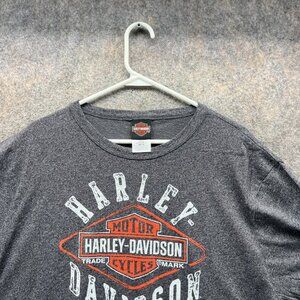 HARLEY-
MOTOR
HARLEY-DAVIDSON
TRADE MARK
CYCLES
DAVIDSON